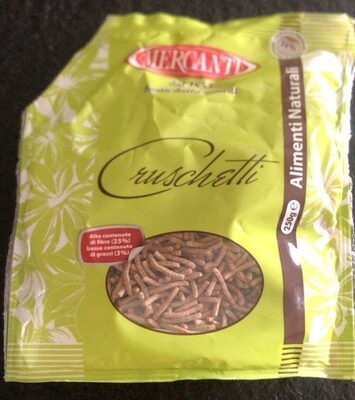 MERCANTI
Cruschetti
Alto contenuto
di fibre (35%)
basso contenuto
di grassi (3%)
250g e
Alimenti Naturali